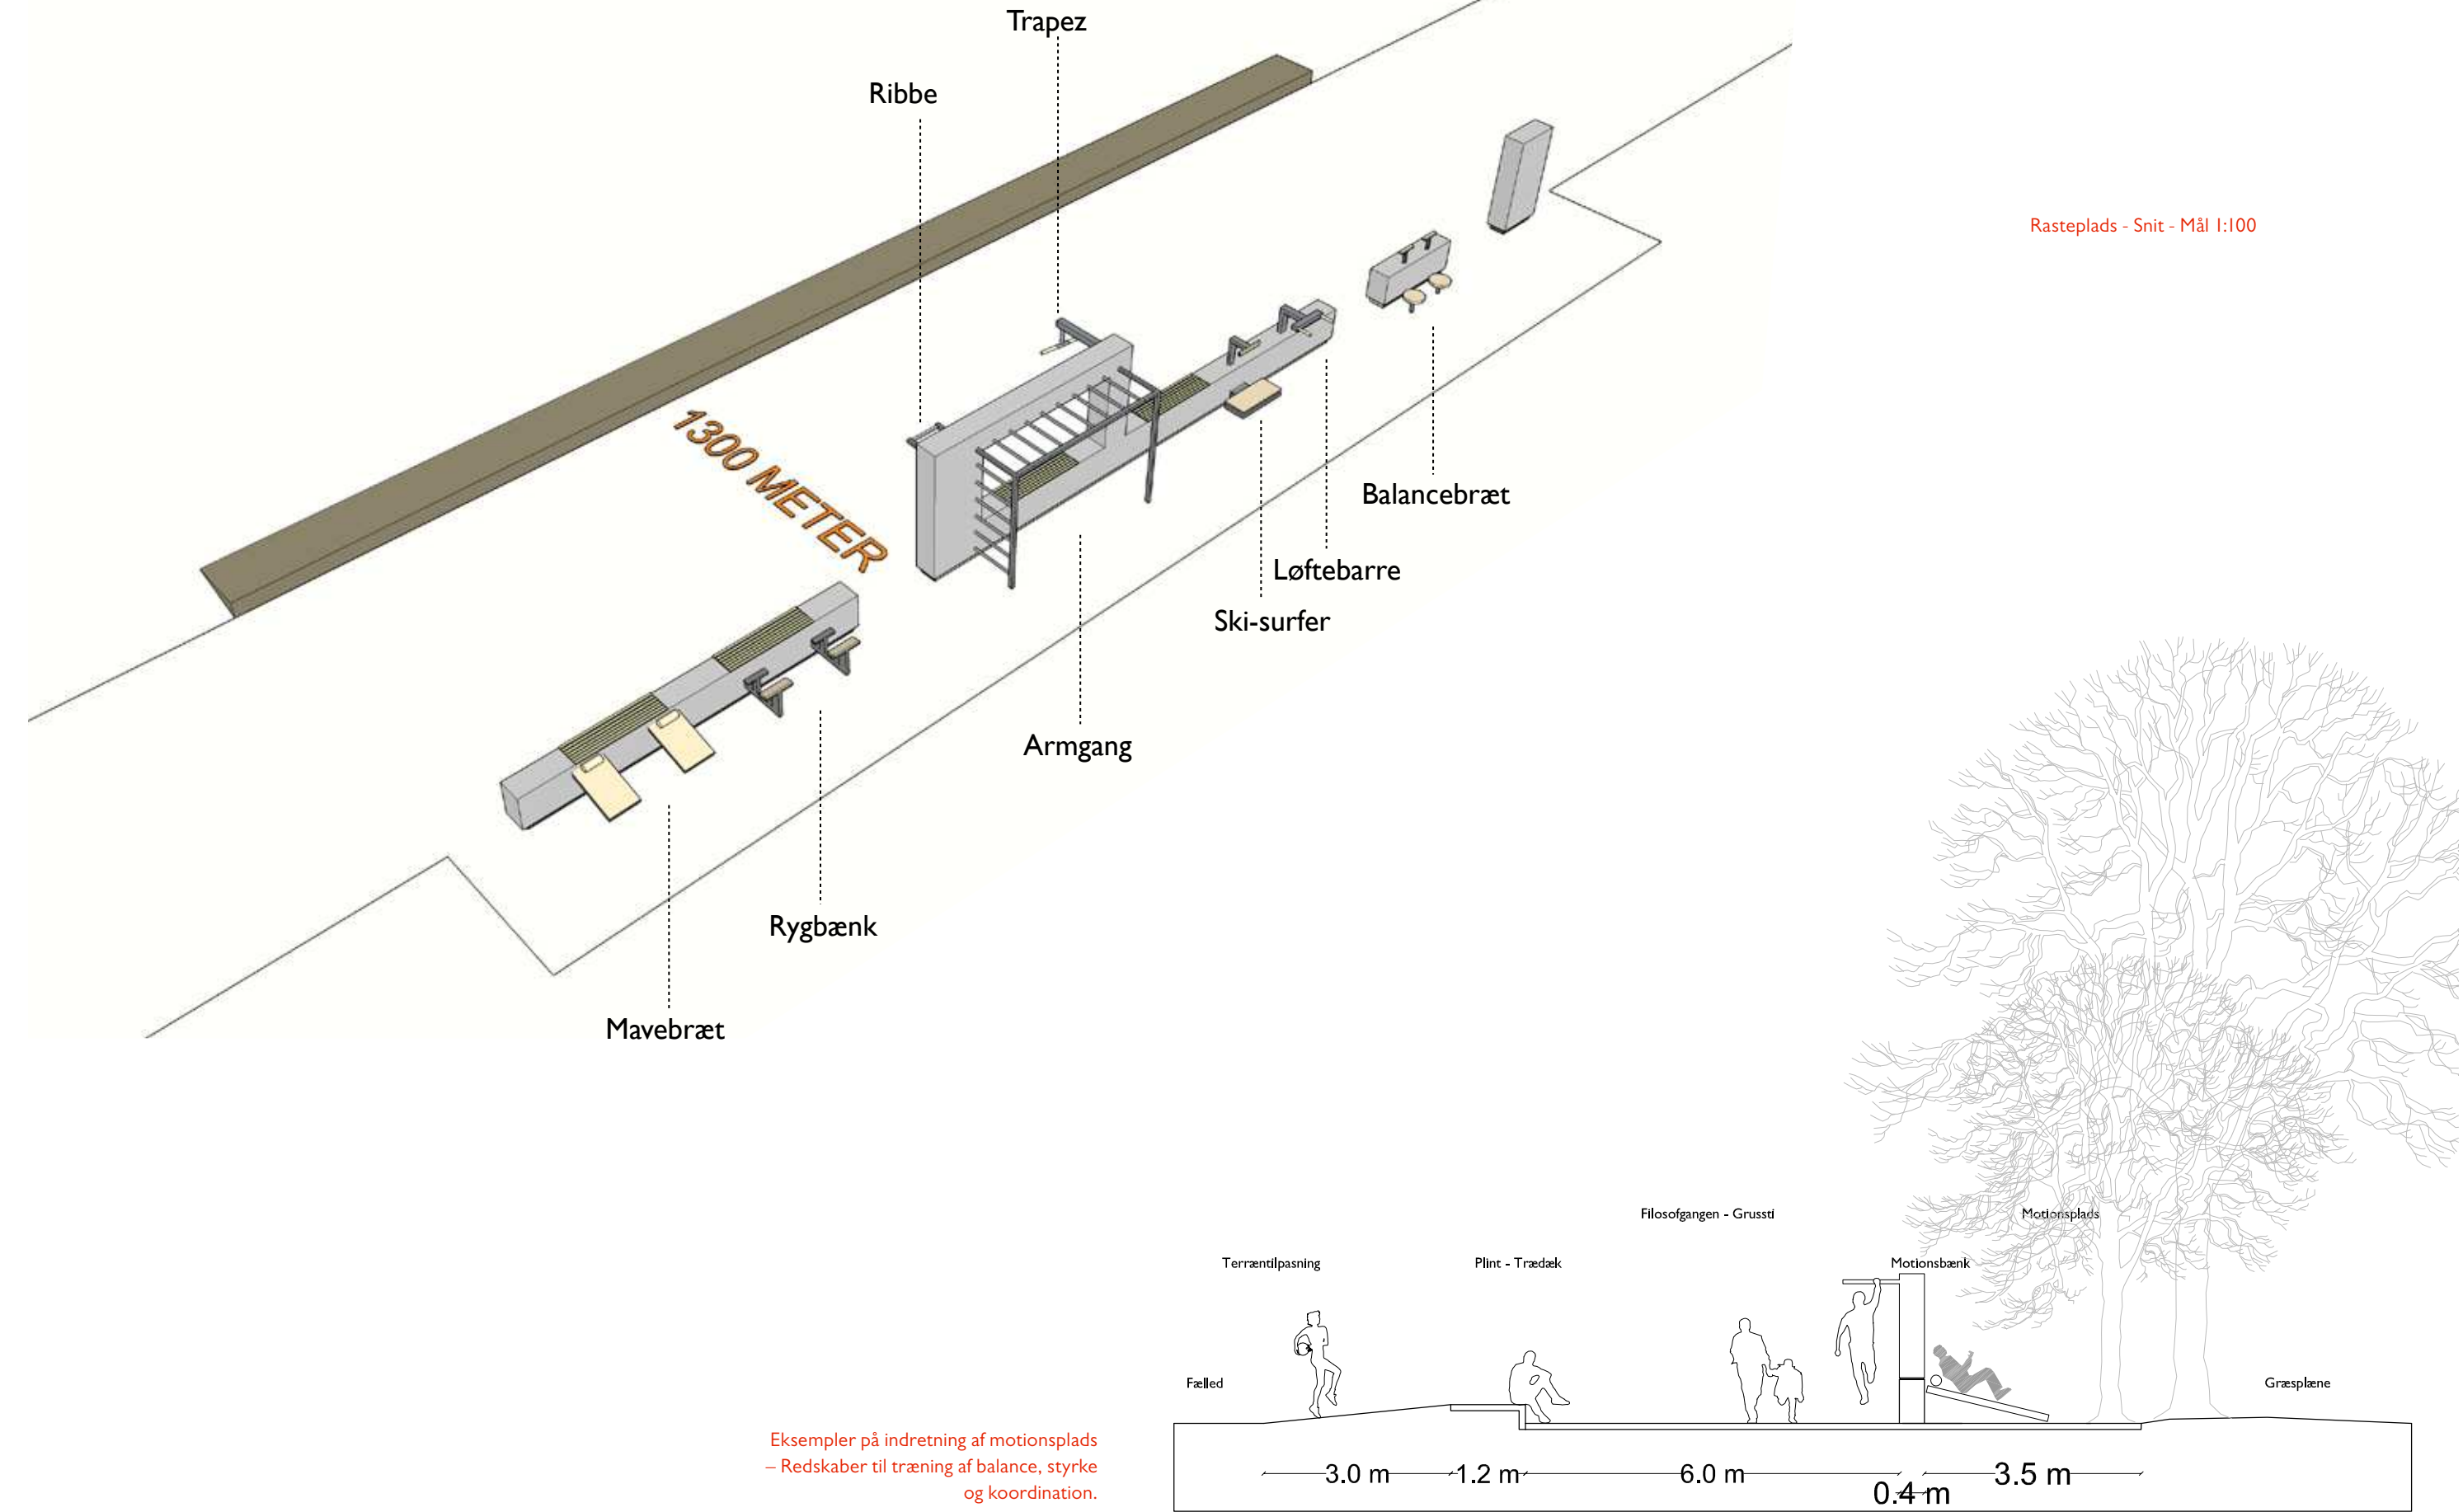 Trapez
Ribbe
Rasteplads - Snit - Mål 1:100
1300 METER
Balancebræt
Løftebarre
Ski-surfer
Armgang
Rygbænk
Mavebræt
Filosofgangen - Grussti
Motionsplads
Terræntilpasning
Plint - Trædæk
Motionsbænk
Fælled
Græsplæne
Eksempler på indretning af motionsplads
– Redskaber til træning af balance, styrke
og koordination.
3.0 m
1.2 m
6.0 m
0.4 m
3.5 m